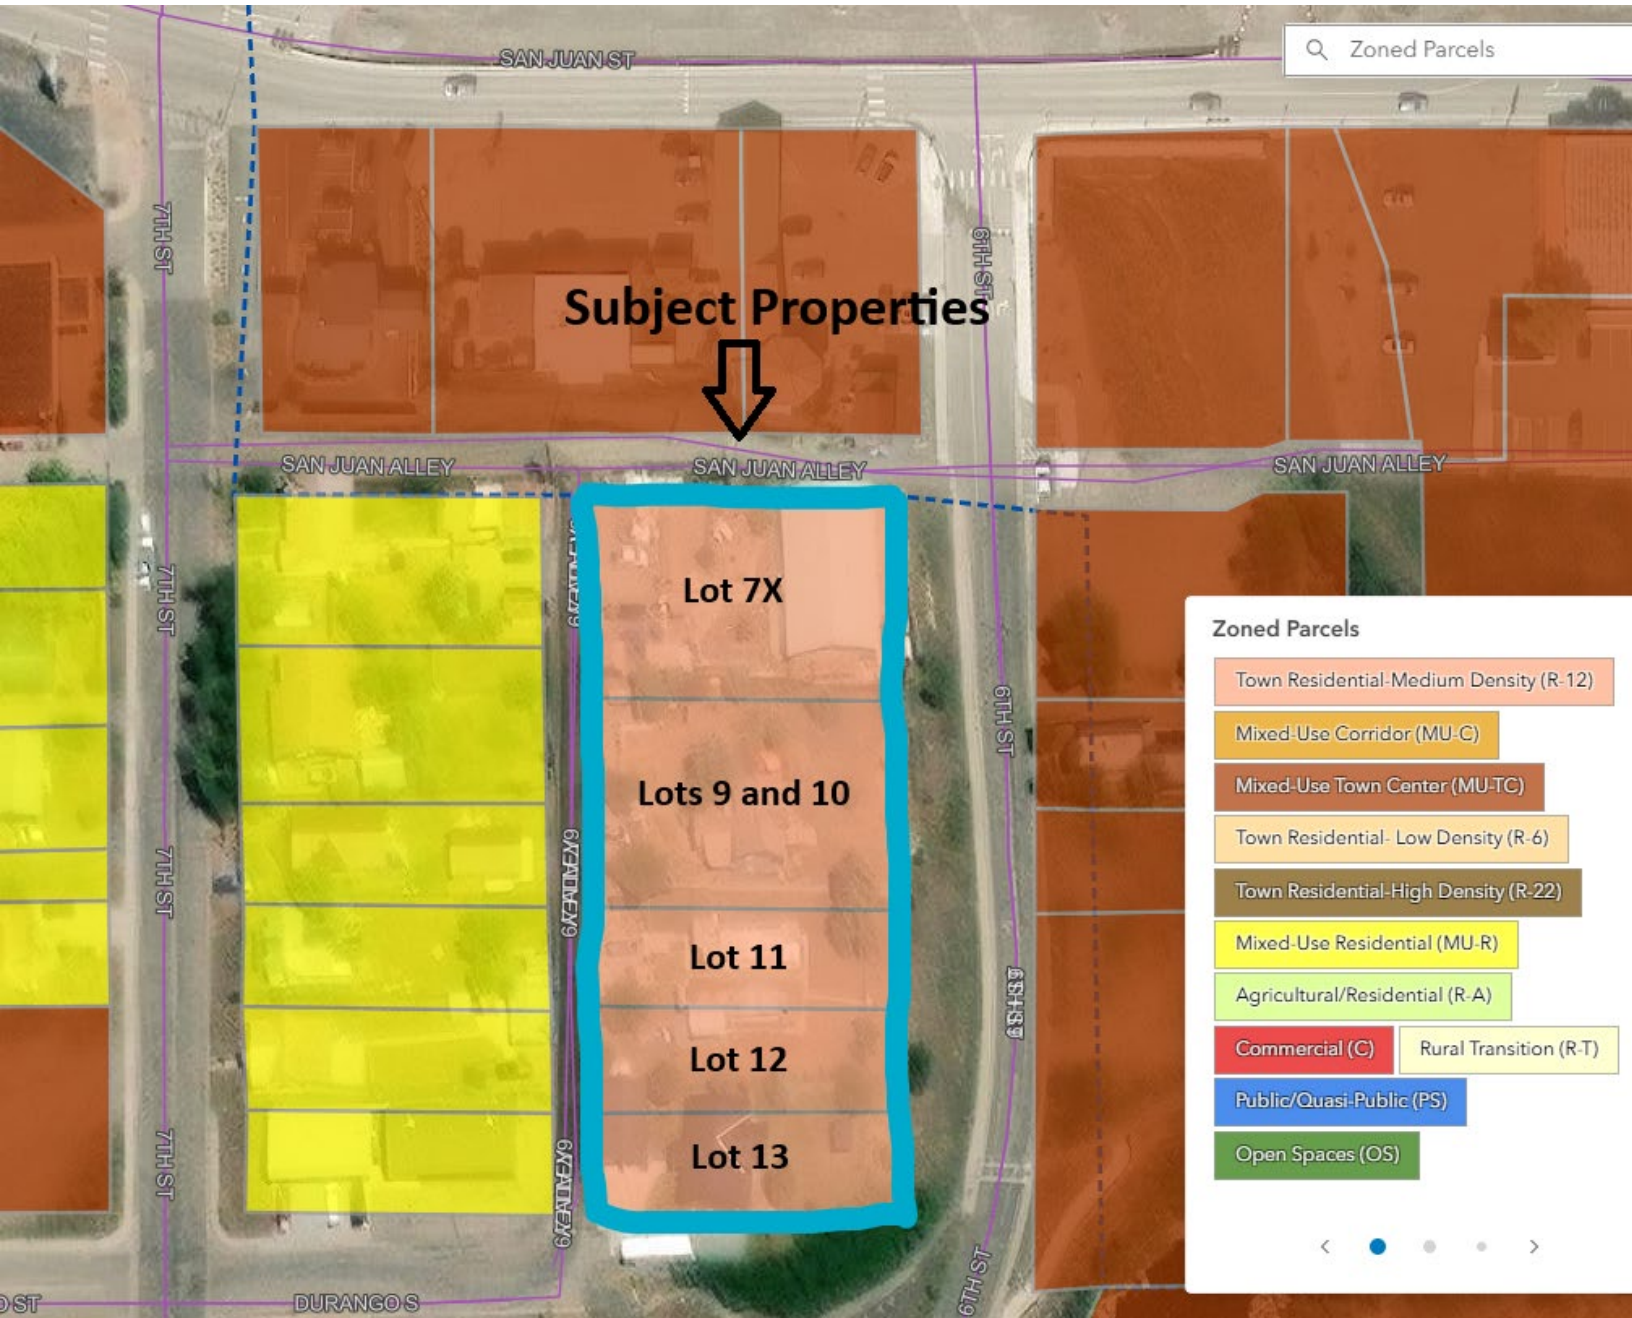 SAN JUAN ST
Zoned Parcels
7TH ST
6TH ST
Subject Properties
SAN JUAN ALLEY
SAN JUAN ALLEY
SAN JUAN ALLEY
Lot 7X
7TH ST
Zoned Parcels
Town Residential-Medium Density (R-12)
6TH ST
Mixed-Use Corridor (MU-C)
Lots 9 and 10
Mixed-Use Town Center (MU-TC)
Town Residential- Low Density (R-6)
7TH ST
Town Residential-High Density (R-22)
Lot 11
Mixed-Use Residential (MU-R)
Agricultural/Residential (R-A)
Lot 12
Commercial (C)
Rural Transition (R-T)
Public/Quasi-Public (PS)
7TH ST
Lot 13
Open Spaces (OS)
6TH ST
O ST
DURANGO S